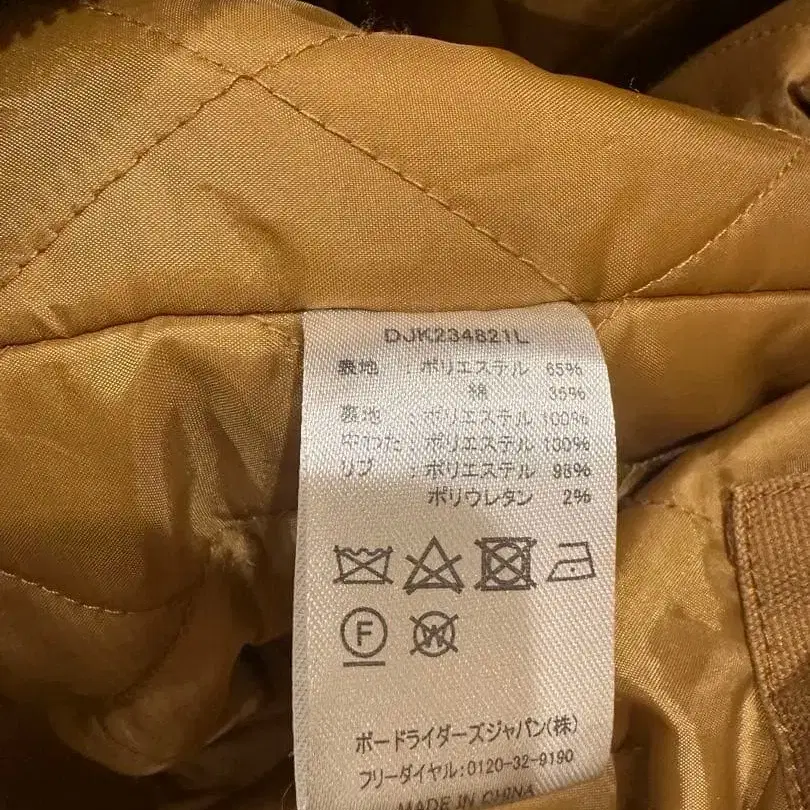 DJK234821L
表地 : ポリエステル 65%
綿 35%
裏地 : ポリエステル 100%
中わた : ポリエステル 100%
リブ : ポリエステル 98%
ポリウレタン 2%
F W
ボードライダーズジャパン(株)
フリーダイヤル:0120-32-9190
MADE IN CHINA